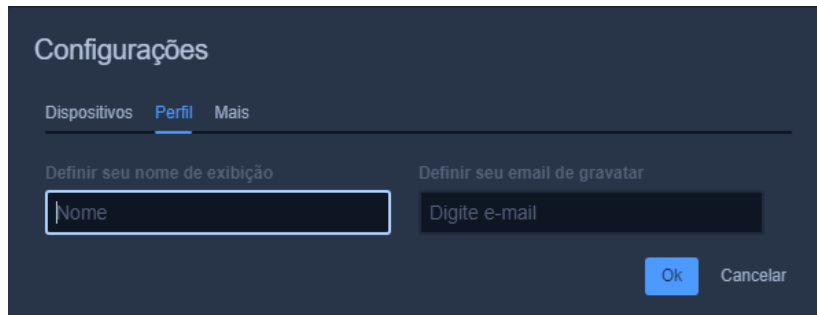 Configurações
Dispositivos Perfil Mais
Definir seu nome de exibição Definir seu email de gravatar
Nome Digite e-mail
Ok Cancelar